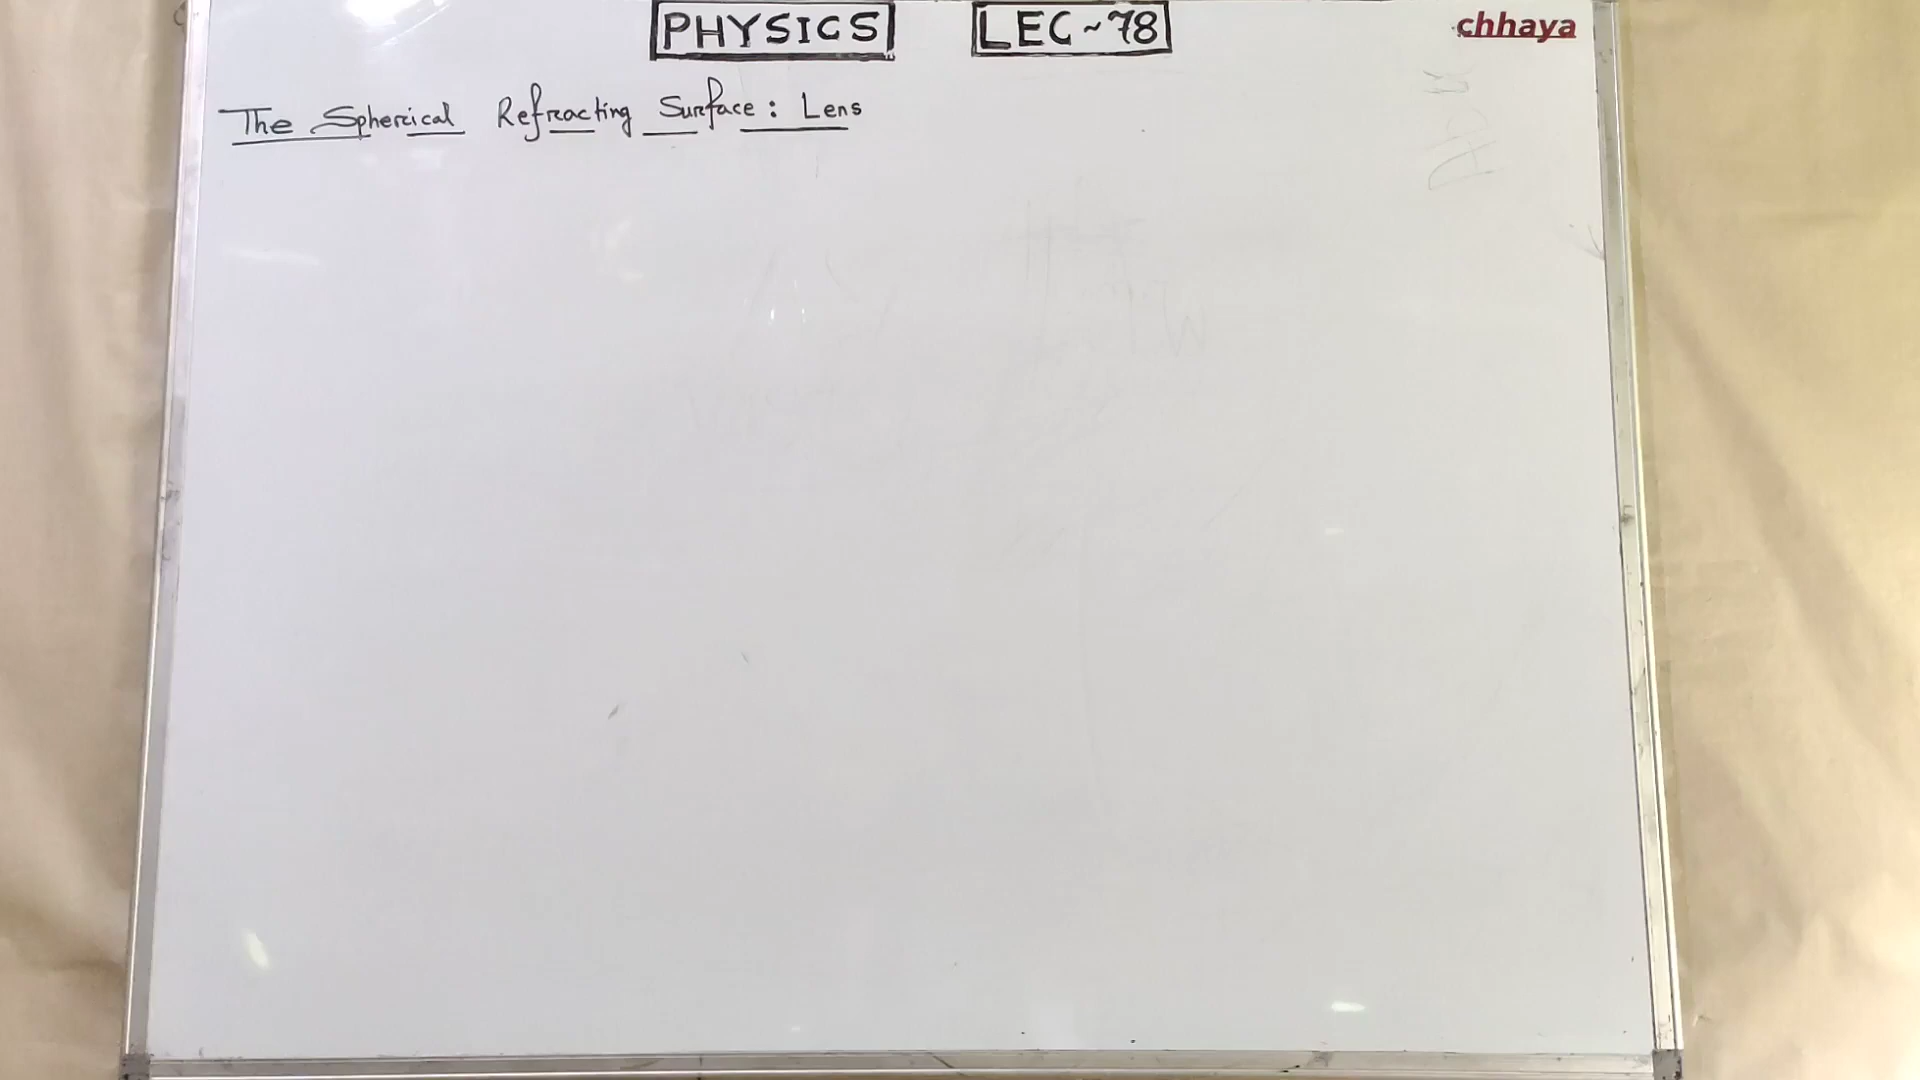 PHYSICS LEC~78
chhaya
The Spherical Refracting Surface: Lens